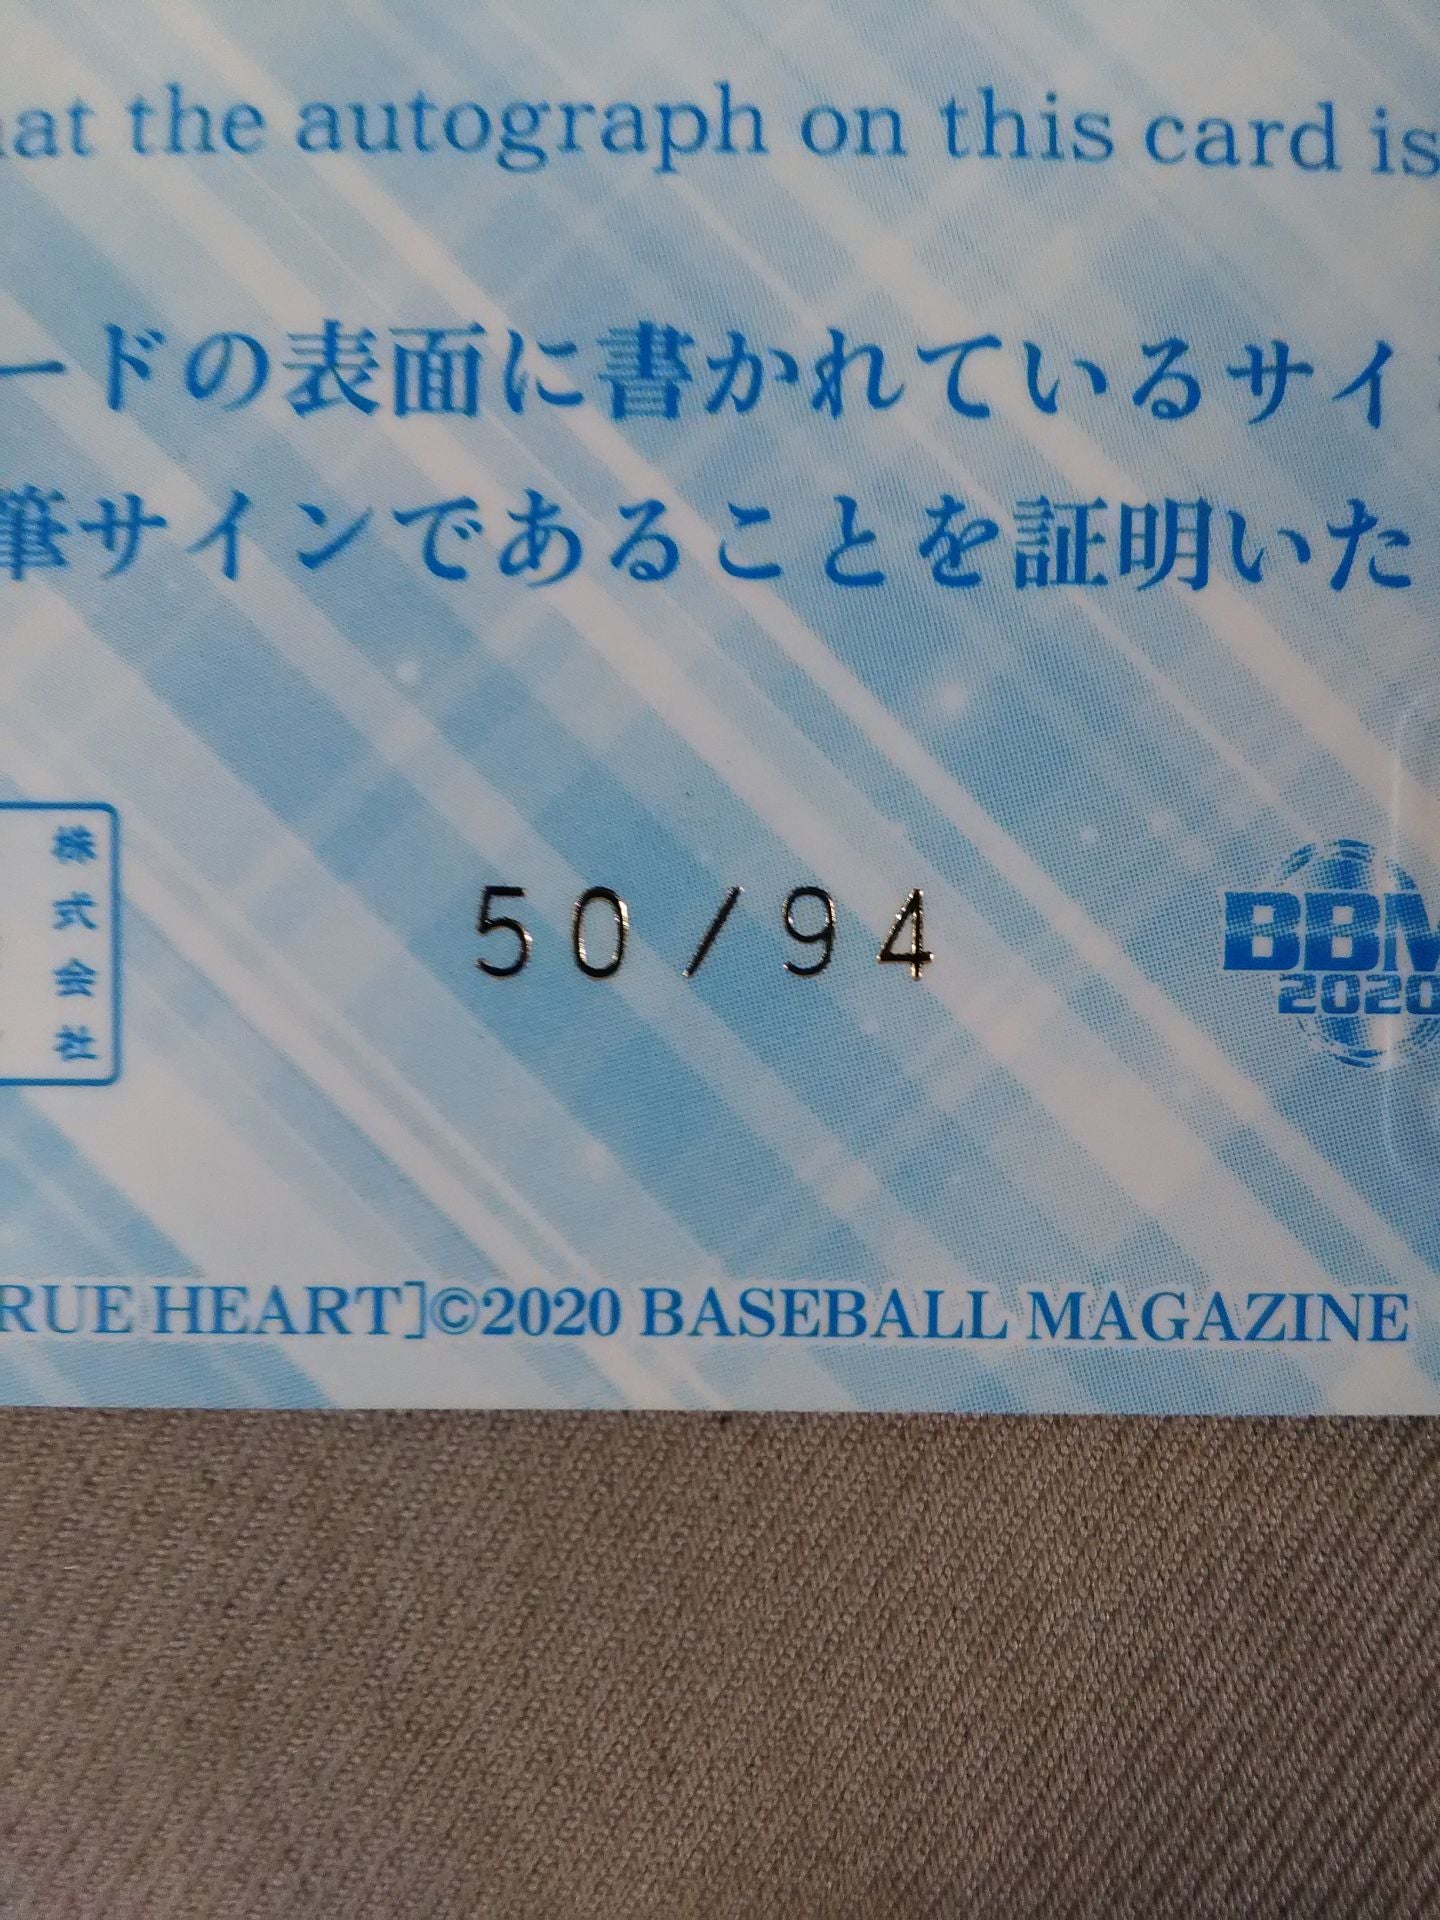 at the autograph on this card is
ードの表面に書かれているサイ
筆サインであることを証明いた
株式会社
50/94
BBM
2020
RUE HEART]©2020 BASEBALL MAGAZINE